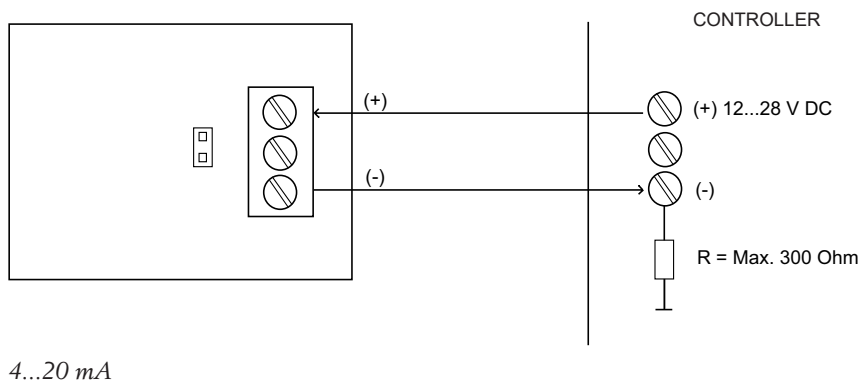 CONTROLLER
(+)
(+) 12...28 V DC
(-)
(-)
R = Max. 300 Ohm
4...20 mA